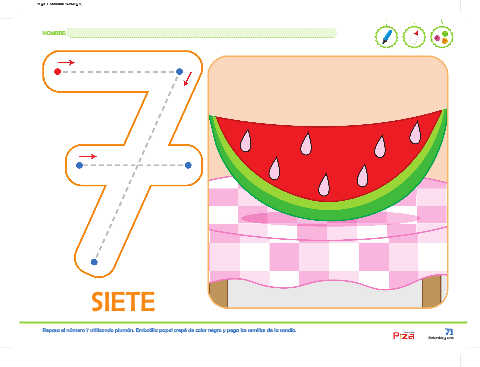 NOMBRE:
SIETE
Repasa el número 7 utilizando plumón. Embolilla papel crepé de color negro y pega las semillas de la sandía.
Pizza
71